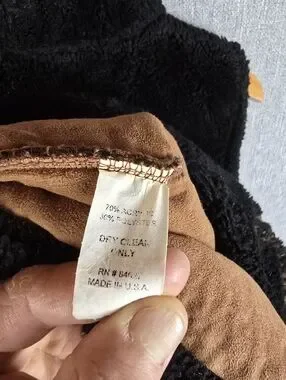 70%
30% POLYESTER
DRY CLEAN
ONLY
RN #
MADE IN U.S.A.